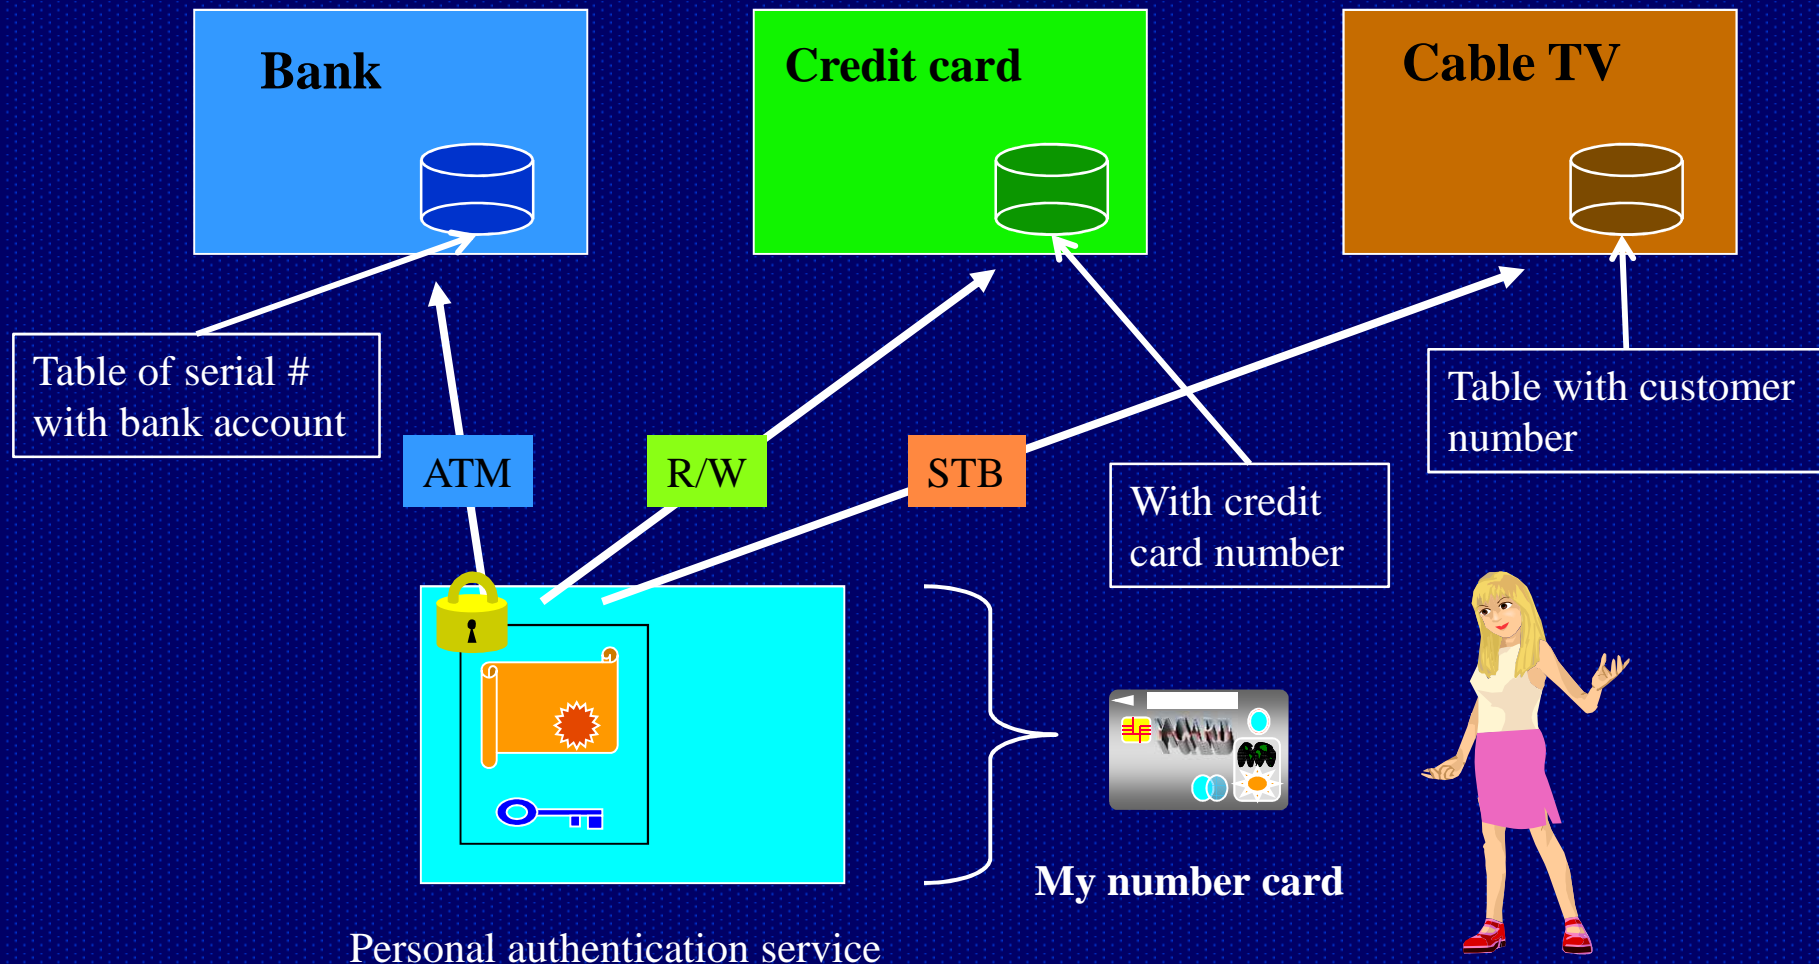 Bank
Credit card
Cable TV
Table of serial #
with bank account
Table with customer
number
ATM
R/W
STB
With credit
card number
My number card
Personal authentication service